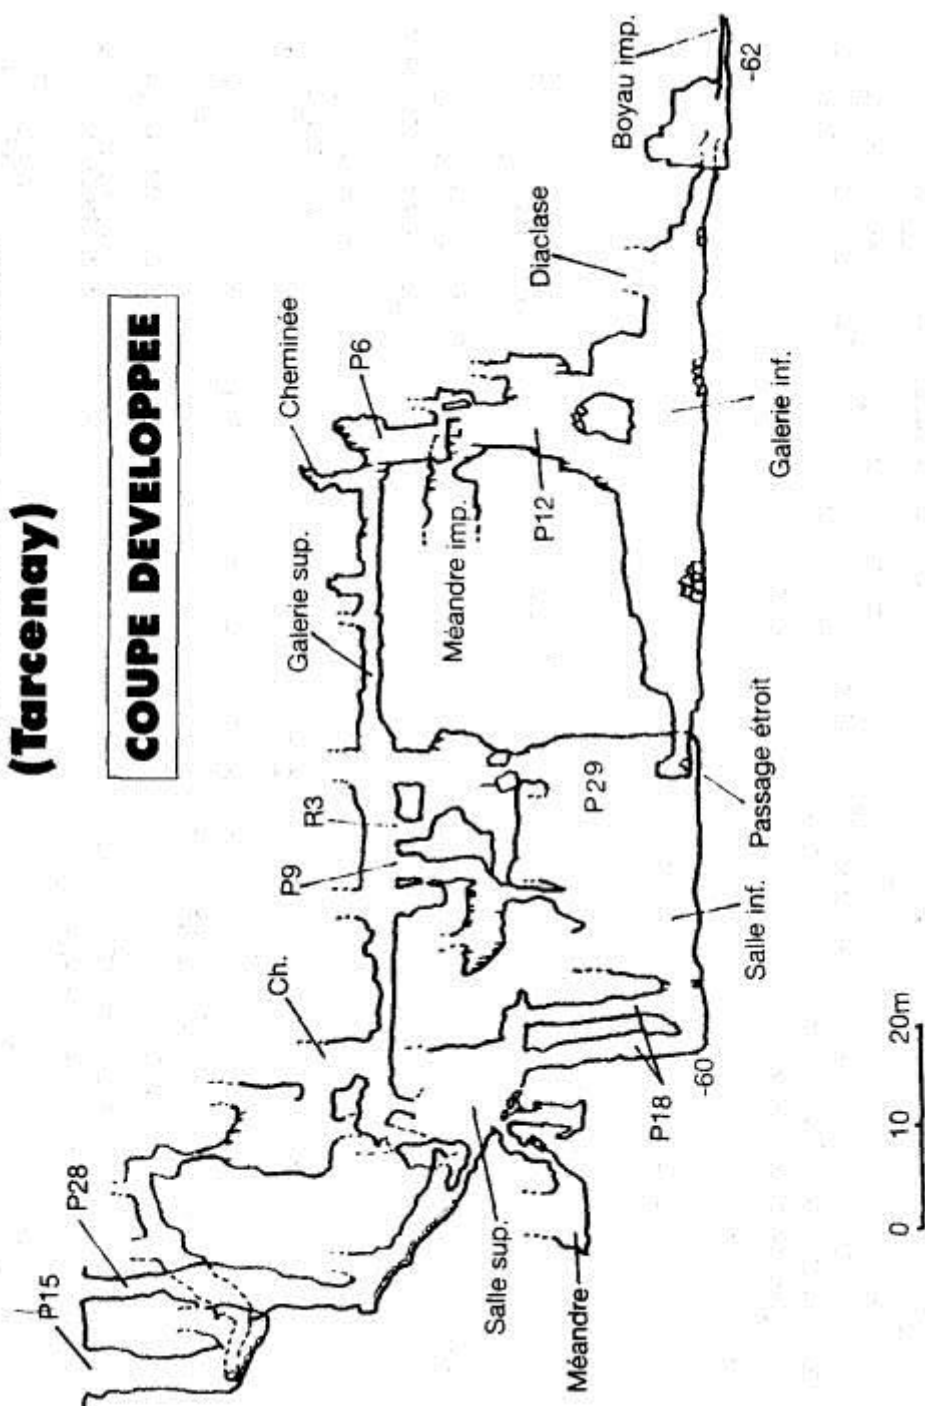 (Tarcenay)
COUPE DEVELOPPEE
P15
P28
Ch.
P9
R3
Galerie sup.
Cheminée
P6
Méandre imp.
P12
Diaclase
Boyau imp.
-62
Galerie inf.
P29
Passage étroit
Salle inf.
P18
-60
Salle sup.
Méandre
0 10 20m